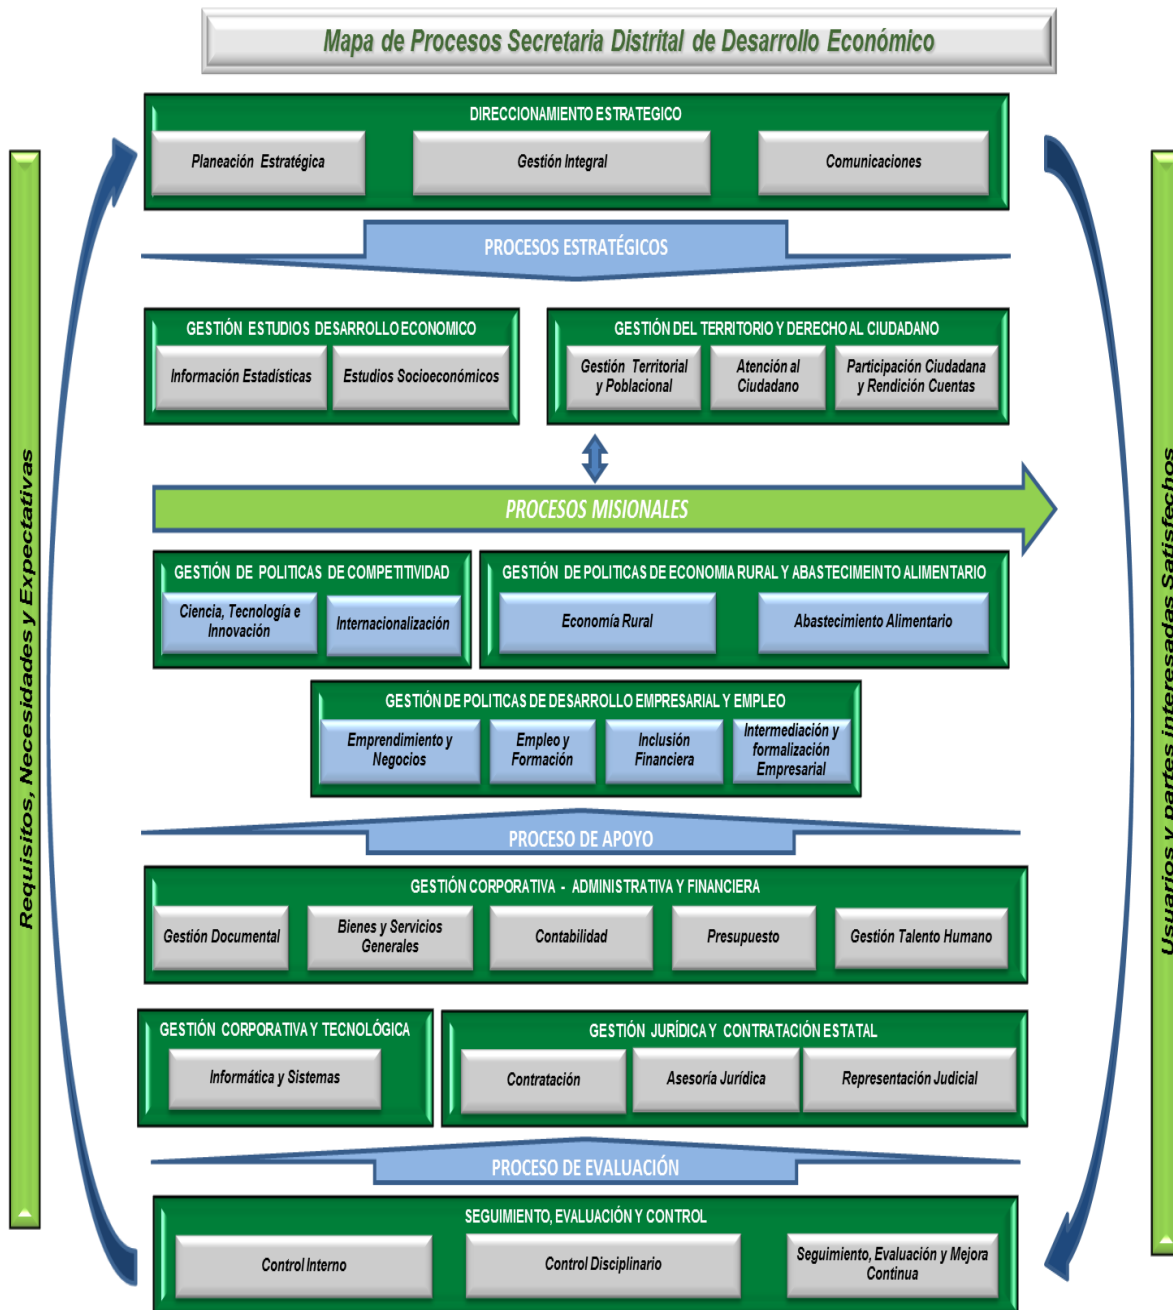 Mapa de Procesos Secretaria Distrital de Desarrollo Económico
DIRECCIONAMIENTO ESTRATEGICO
Planeación Estratégica
Gestión Integral
Comunicaciones
PROCESOS ESTRATÉGICOS
GESTIÓN ESTUDIOS DESARROLLO ECONOMICO
Información Estadísticas
Estudios Socioeconómicos
GESTIÓN DEL TERRITORIO Y DERECHO AL CIUDADANO
Gestión Territorial
y Poblacional
Atención al
Ciudadano
Participación Ciudadana
y Rendición Cuentas
PROCESOS MISIONALES
GESTIÓN DE POLITICAS DE COMPETITIVIDAD
Ciencia, Tecnología e
Innovación
Internacionalización
GESTIÓN DE POLITICAS DE ECONOMIA RURAL Y ABASTECIMEINTO ALIMENTARIO
Economía Rural
Abastecimiento Alimentario
GESTIÓN DE POLITICAS DE DESARROLLO EMPRESARIAL Y EMPLEO
Emprendimiento y
Negocios
Empleo y
Formación
Inclusión
Financiera
Intermediación y
formalización
Empresarial
PROCESO DE APOYO
GESTIÓN CORPORATIVA - ADMINISTRATIVA Y FINANCIERA
Gestión Documental
Bienes y Servicios
Generales
Contabilidad
Presupuesto
Gestión Talento Humano
GESTIÓN CORPORATIVA Y TECNOLÓGICA
Informática y Sistemas
GESTIÓN JURÍDICA Y CONTRATACIÓN ESTATAL
Contratación
Asesoría Jurídica
Representación Judicial
PROCESO DE EVALUACIÓN
SEGUIMIENTO, EVALUACIÓN Y CONTROL
Control Interno
Control Disciplinario
Seguimiento, Evaluación y Mejora
Continua
Requisitos, Necesidades y Expectativas
Usuarios y partes interesadas Satisfechos